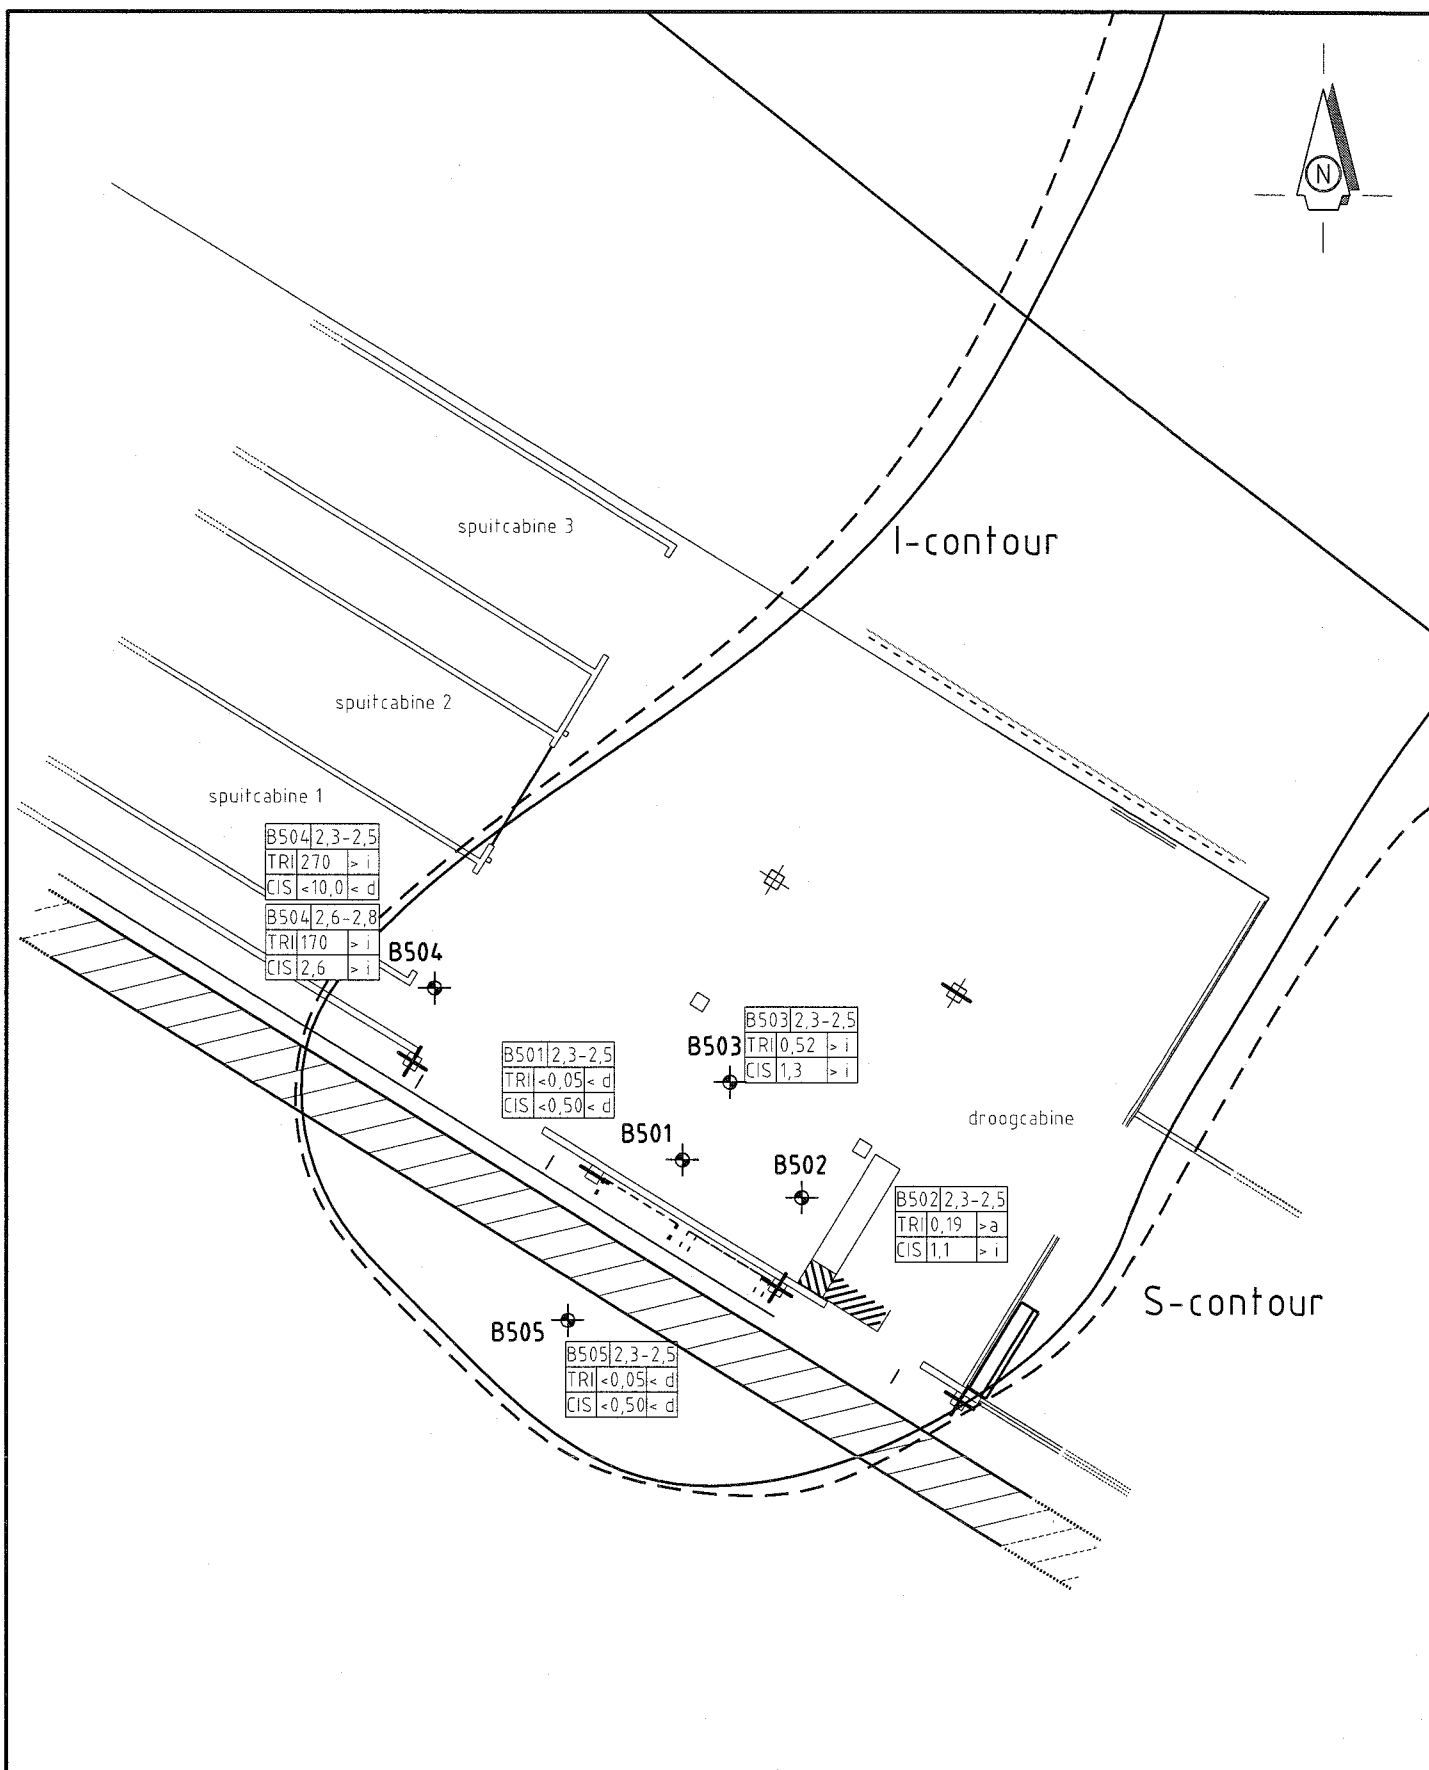 N
I-contour
spuitcabine 3
spuitcabine 2
spuitcabine 1
B504 2,3-2,5
TRI 270 > i
CIS <10,0 < d
B504 2,6-2,8
TRI 170 > i
CIS 2,6 > i
B504
B503
B503 2,3-2,5
TRI 0,52 > i
CIS 1,3 > i
B501 2,3-2,5
TRI <0,05 < d
CIS <0,50 < d
droogcabine
B501
B502
B502 2,3-2,5
TRI 0,19 >a
CIS 1,1 > i
S-contour
B505
B505 2,3-2,5
TRI <0,05 < d
CIS <0,50 < d